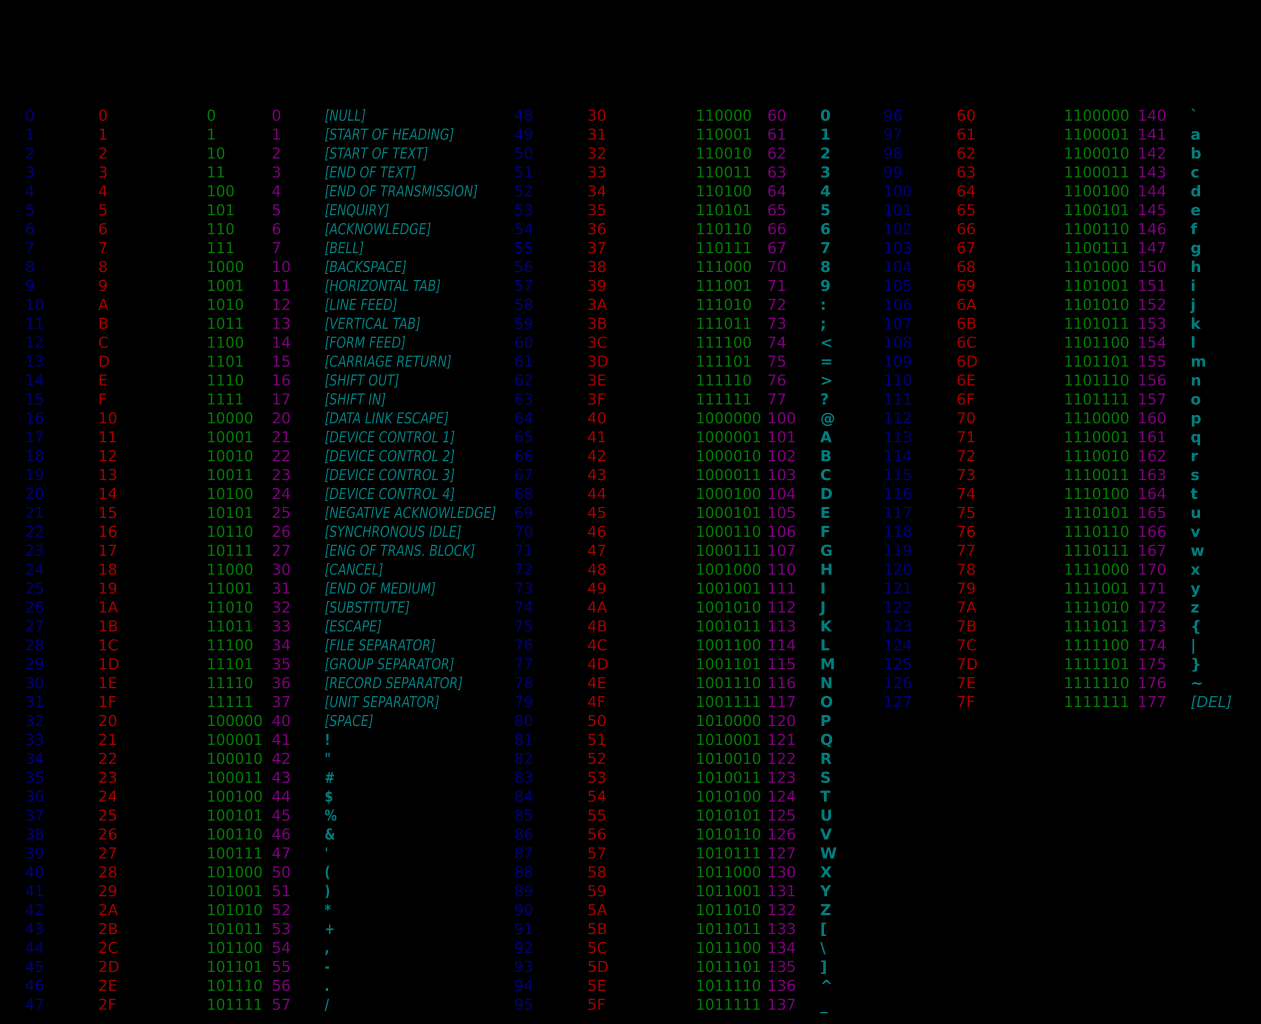 0 0 0 0 [NULL] 48 30 110000 60 0 96 60 1100000 140 `
1 1 1 1 [START OF HEADING] 49 31 110001 61 1 97 61 1100001 141 a
2 2 10 2 [START OF TEXT] 50 32 110010 62 2 98 62 1100010 142 b
3 3 11 3 [END OF TEXT] 51 33 110011 63 3 99 63 1100011 143 c
4 4 100 4 [END OF TRANSMISSION] 52 34 110100 64 4 100 64 1100100 144 d
5 5 101 5 [ENQUIRY] 53 35 110101 65 5 101 65 1100101 145 e
6 6 110 6 [ACKNOWLEDGE] 54 36 110110 66 6 102 66 1100110 146 f
7 7 111 7 [BELL] 55 37 110111 67 7 103 67 1100111 147 g
8 8 1000 10 [BACKSPACE] 56 38 111000 70 8 104 68 1101000 150 h
9 9 1001 11 [HORIZONTAL TAB] 57 39 111001 71 9 105 69 1101001 151 i
10 A 1010 12 [LINE FEED] 58 3A 111010 72 : 106 6A 1101010 152 j
11 B 1011 13 [VERTICAL TAB] 59 3B 111011 73 ; 107 6B 1101011 153 k
12 C 1100 14 [FORM FEED] 60 3C 111100 74 < 108 6C 1101100 154 l
13 D 1101 15 [CARRIAGE RETURN] 61 3D 111101 75 = 109 6D 1101101 155 m
14 E 1110 16 [SHIFT OUT] 62 3E 111110 76 > 110 6E 1101110 156 n
15 F 1111 17 [SHIFT IN] 63 3F 111111 77 ? 111 6F 1101111 157 o
16 10 10000 20 [DATA LINK ESCAPE] 64 40 1000000 100 @ 112 70 1110000 160 p
17 11 10001 21 [DEVICE CONTROL 1] 65 41 1000001 101 A 113 71 1110001 161 q
18 12 10010 22 [DEVICE CONTROL 2] 66 42 1000010 102 B 114 72 1110010 162 r
19 13 10011 23 [DEVICE CONTROL 3] 67 43 1000011 103 C 115 73 1110011 163 s
20 14 10100 24 [DEVICE CONTROL 4] 68 44 1000100 104 D 116 74 1110100 164 t
21 15 10101 25 [NEGATIVE ACKNOWLEDGE] 69 45 1000101 105 E 117 75 1110101 165 u
22 16 10110 26 [SYNCHRONOUS IDLE] 70 46 1000110 106 F 118 76 1110110 166 v
23 17 10111 27 [ENG OF TRANS. BLOCK] 71 47 1000111 107 G 119 77 1110111 167 w
24 18 11000 30 [CANCEL] 72 48 1001000 110 H 120 78 1111000 170 x
25 19 11001 31 [END OF MEDIUM] 73 49 1001001 111 I 121 79 1111001 171 y
26 1A 11010 32 [SUBSTITUTE] 74 4A 1001010 112 J 122 7A 1111010 172 z
27 1B 11011 33 [ESCAPE] 75 4B 1001011 113 K 123 7B 1111011 173 {
28 1C 11100 34 [FILE SEPARATOR] 76 4C 1001100 114 L 124 7C 1111100 174 |
29 1D 11101 35 [GROUP SEPARATOR] 77 4D 1001101 115 M 125 7D 1111101 175 }
30 1E 11110 36 [RECORD SEPARATOR] 78 4E 1001110 116 N 126 7E 1111110 176 ~
31 1F 11111 37 [UNIT SEPARATOR] 79 4F 1001111 117 O 127 7F 1111111 177 [DEL]
32 20 100000 40 [SPACE] 80 50 1010000 120 P
33 21 100001 41 ! 81 51 1010001 121 Q
34 22 100010 42 " 82 52 1010010 122 R
35 23 100011 43 # 83 53 1010011 123 S
36 24 100100 44 $ 84 54 1010100 124 T
37 25 100101 45 % 85 55 1010101 125 U
38 26 100110 46 & 86 56 1010110 126 V
39 27 100111 47 ' 87 57 1010111 127 W
40 28 101000 50 ( 88 58 1011000 130 X
41 29 101001 51 ) 89 59 1011001 131 Y
42 2A 101010 52 * 90 5A 1011010 132 Z
43 2B 101011 53 + 91 5B 1011011 133 [
44 2C 101100 54 , 92 5C 1011100 134 \
45 2D 101101 55 - 93 5D 1011101 135 ]
46 2E 101110 56 . 94 5E 1011110 136 ^
47 2F 101111 57 / 95 5F 1011111 137 _